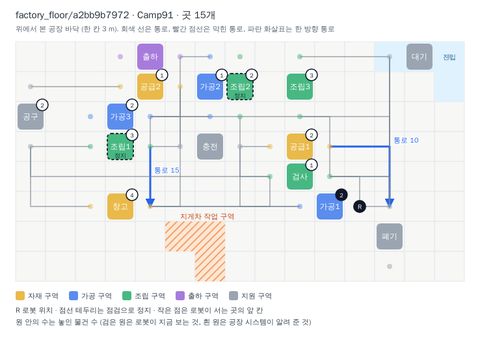 factory_floor/a2bb9b7972 · Camp91 · 곳 15개
위에서 본 공장 바닥 (한 칸 3 m). 회색 선은 통로, 빨간 점선은 막힌 통로, 파란 화살표는 한 방향 통로
출하
대기
진입
1
공급2
1
가공2
2
조립2
정지
3
조립3
2
공구
2
가공3
3
조립1
정지
충전
2
공급1
통로 10
1
검사
통로 15
4
창고
2
가공1
R
지게차 작업 구역
폐기
자재 구역
가공 구역
조립 구역
출하 구역
지원 구역
R 로봇 위치 · 점선 테두리는 점검으로 정지 · 작은 점은 로봇이 서는 곳의 앞 칸
원 안의 수는 놓인 물건 수 (검은 원은 로봇이 지금 보는 것, 흰 원은 공장 시스템이 알려 준 것)